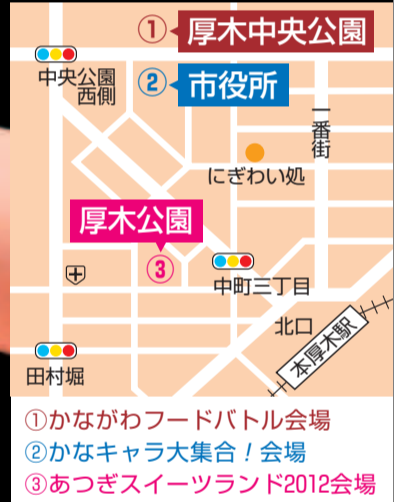 ① 厚木中央公園
中央公園
西側
② 市役所
一番街
にぎわい処
厚木公園
③
中町三丁目
北口
本厚木駅
田村堀
①かながわフードバトル会場
②かなキャラ大集合！会場
③あつぎスイーツランド2012会場